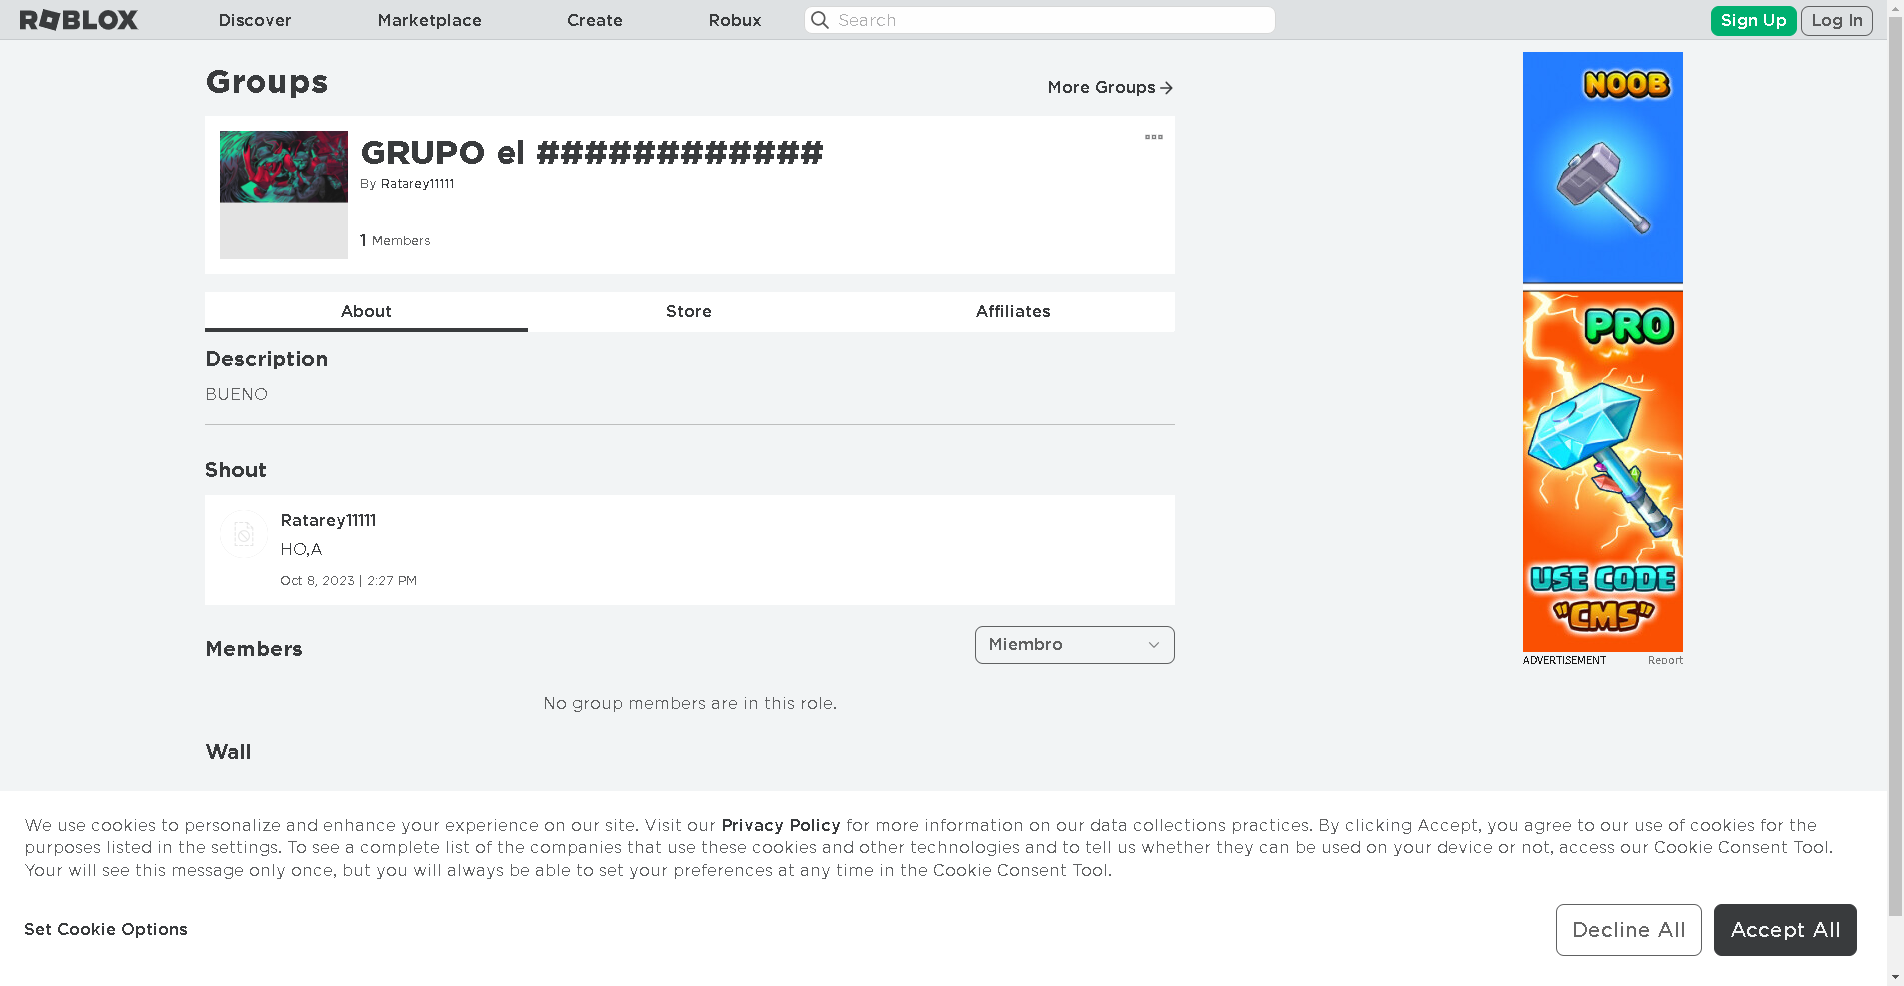 ROBLOX
Discover
Marketplace
Create
Robux
Search
Sign Up
Log In
Groups
More Groups
GRUPO el ############
By Ratarey11111
1 Members
About
Store
Affiliates
Description
BUENO
Shout
Ratarey11111
HO,A
Oct 8, 2023 | 2:27 PM
Members
Miembro
No group members are in this role.
Wall
NOOB
PRO
USE CODE
"CMS"
ADVERTISEMENT
Report
We use cookies to personalize and enhance your experience on our site. Visit our Privacy Policy for more information on our data collections practices. By clicking Accept, you agree to our use of cookies for the
purposes listed in the settings. To see a complete list of the companies that use these cookies and other technologies and to tell us whether they can be used on your device or not, access our Cookie Consent Tool.
Your will see this message only once, but you will always be able to set your preferences at any time in the Cookie Consent Tool.
Set Cookie Options
Decline All
Accept All